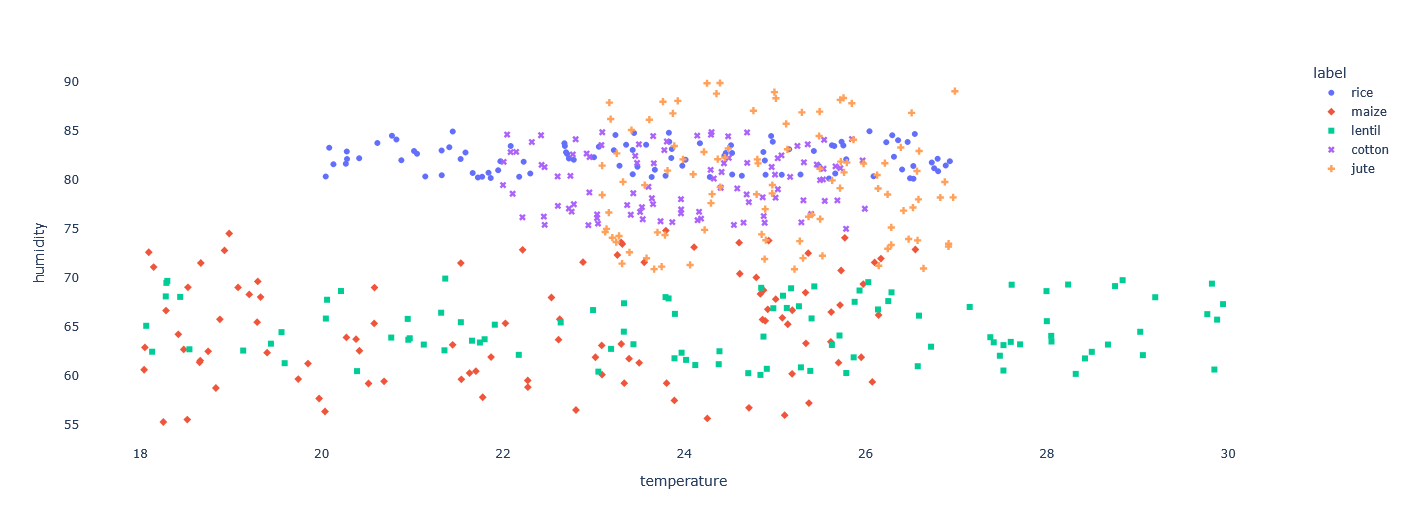 label
rice
maize
lentil
cotton
jute
90
85
80
75
70
65
60
55
humidity
18 20 22 24 26 28 30
temperature